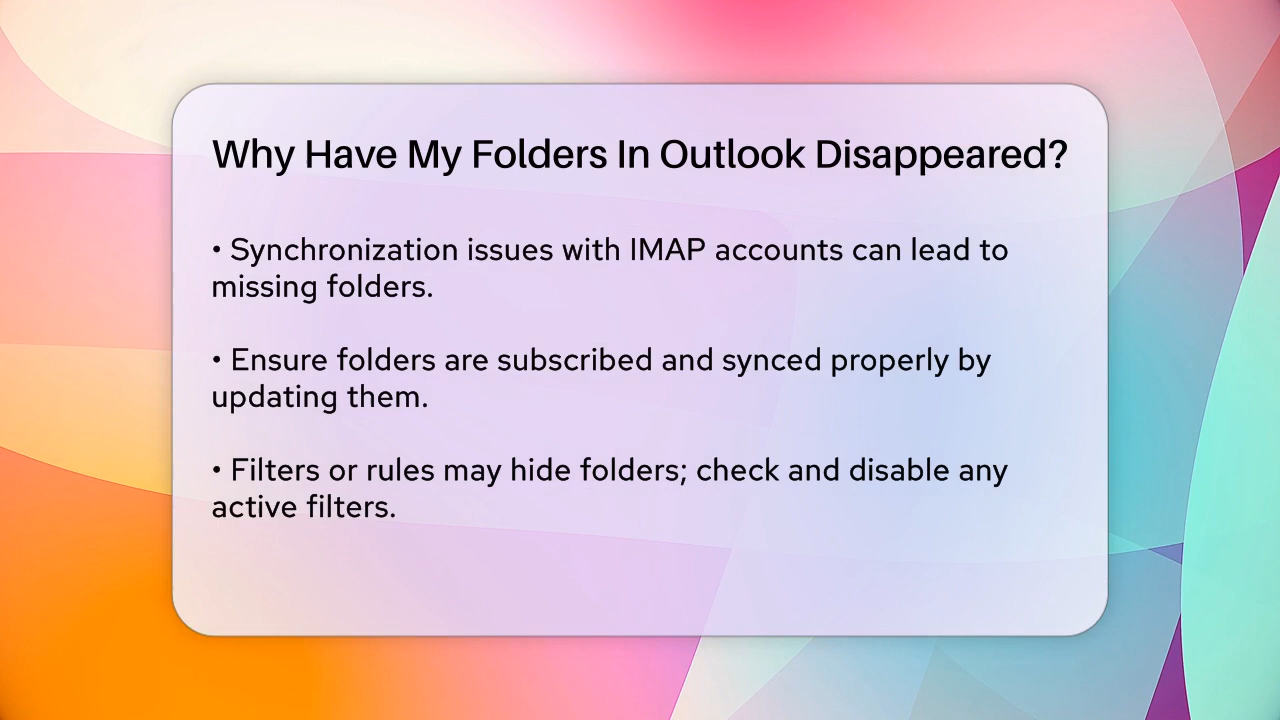 Why Have My Folders In Outlook Disappeared?
• Synchronization issues with IMAP accounts can lead to
missing folders.
• Ensure folders are subscribed and synced properly by
updating them.
• Filters or rules may hide folders; check and disable any
active filters.